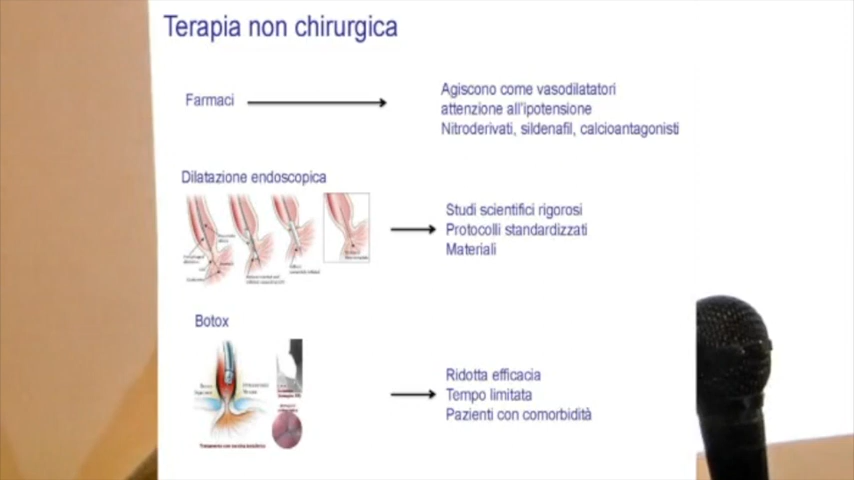 Terapia non chirurgica
Farmaci
Agiscono come vasodilatatori
attenzione all'ipotensione
Nitroderivati, sildenafil, calcioantagonisti
Dilatazione endoscopica
Studi scientifici rigorosi
Protocolli standardizzati
Materiali
Botox
Ridotta efficacia
Tempo limitata
Pazienti con comorbidità